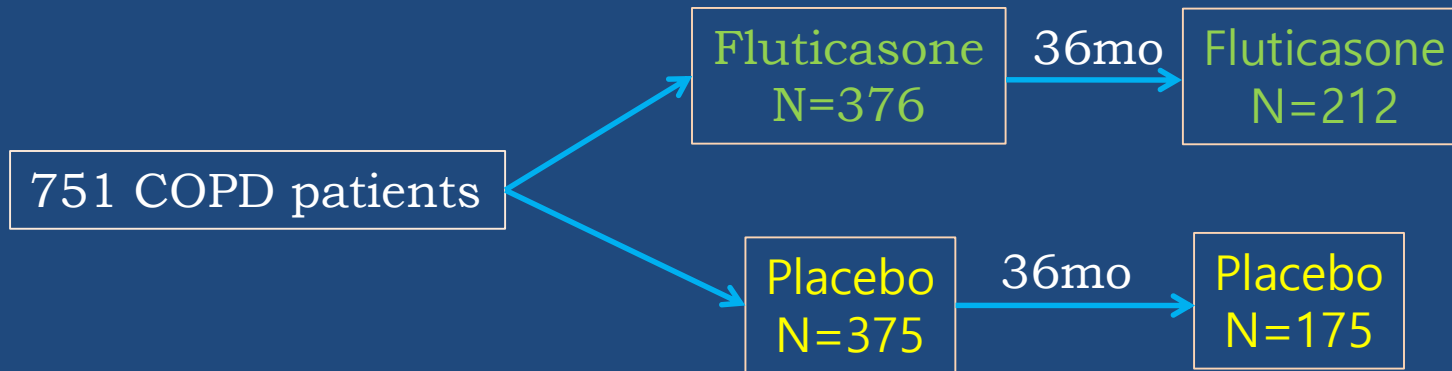 751 COPD patients
Fluticasone
N=376
36mo
Fluticasone
N=212
Placebo
N=375
36mo
Placebo
N=175